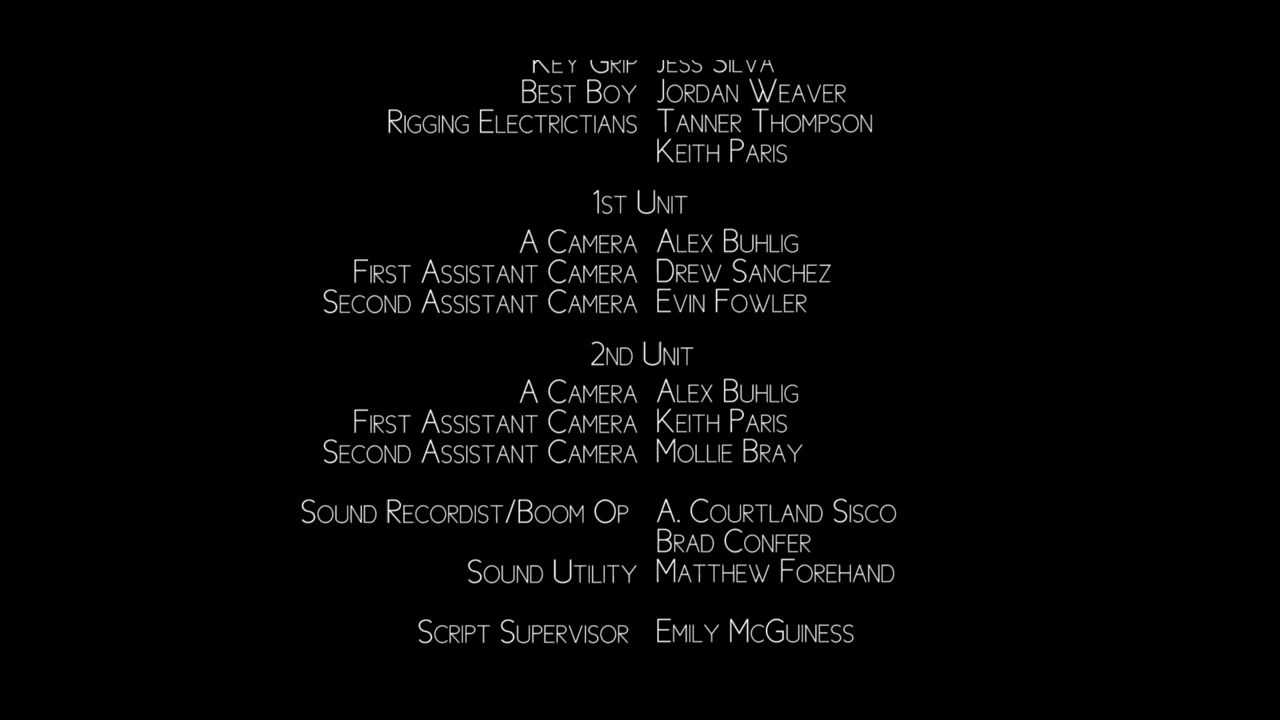 Key Grip Jess Silva
Best Boy Jordan Weaver
Rigging Electrictians Tanner Thompson
Keith Paris
1st Unit
A Camera Alex Buhlig
First Assistant Camera Drew Sanchez
Second Assistant Camera Evin Fowler
2nd Unit
A Camera Alex Buhlig
First Assistant Camera Keith Paris
Second Assistant Camera Mollie Bray
Sound Recordist/Boom Op A. Courtland Sisco
Brad Confer
Sound Utility Matthew Forehand
Script Supervisor Emily McGuiness